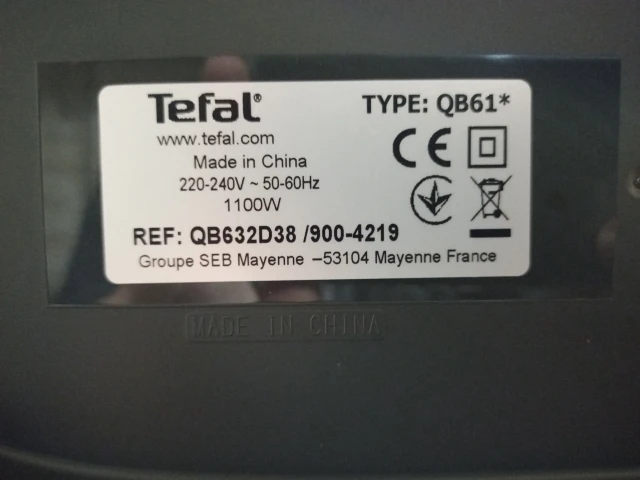 Tefal®
TYPE: QB61*
www.tefal.com
Made in China
220-240V ~ 50-60Hz
1100W
REF: QB632D38 /900-4219
Groupe SEB Mayenne –53104 Mayenne France
MADE IN CHINA